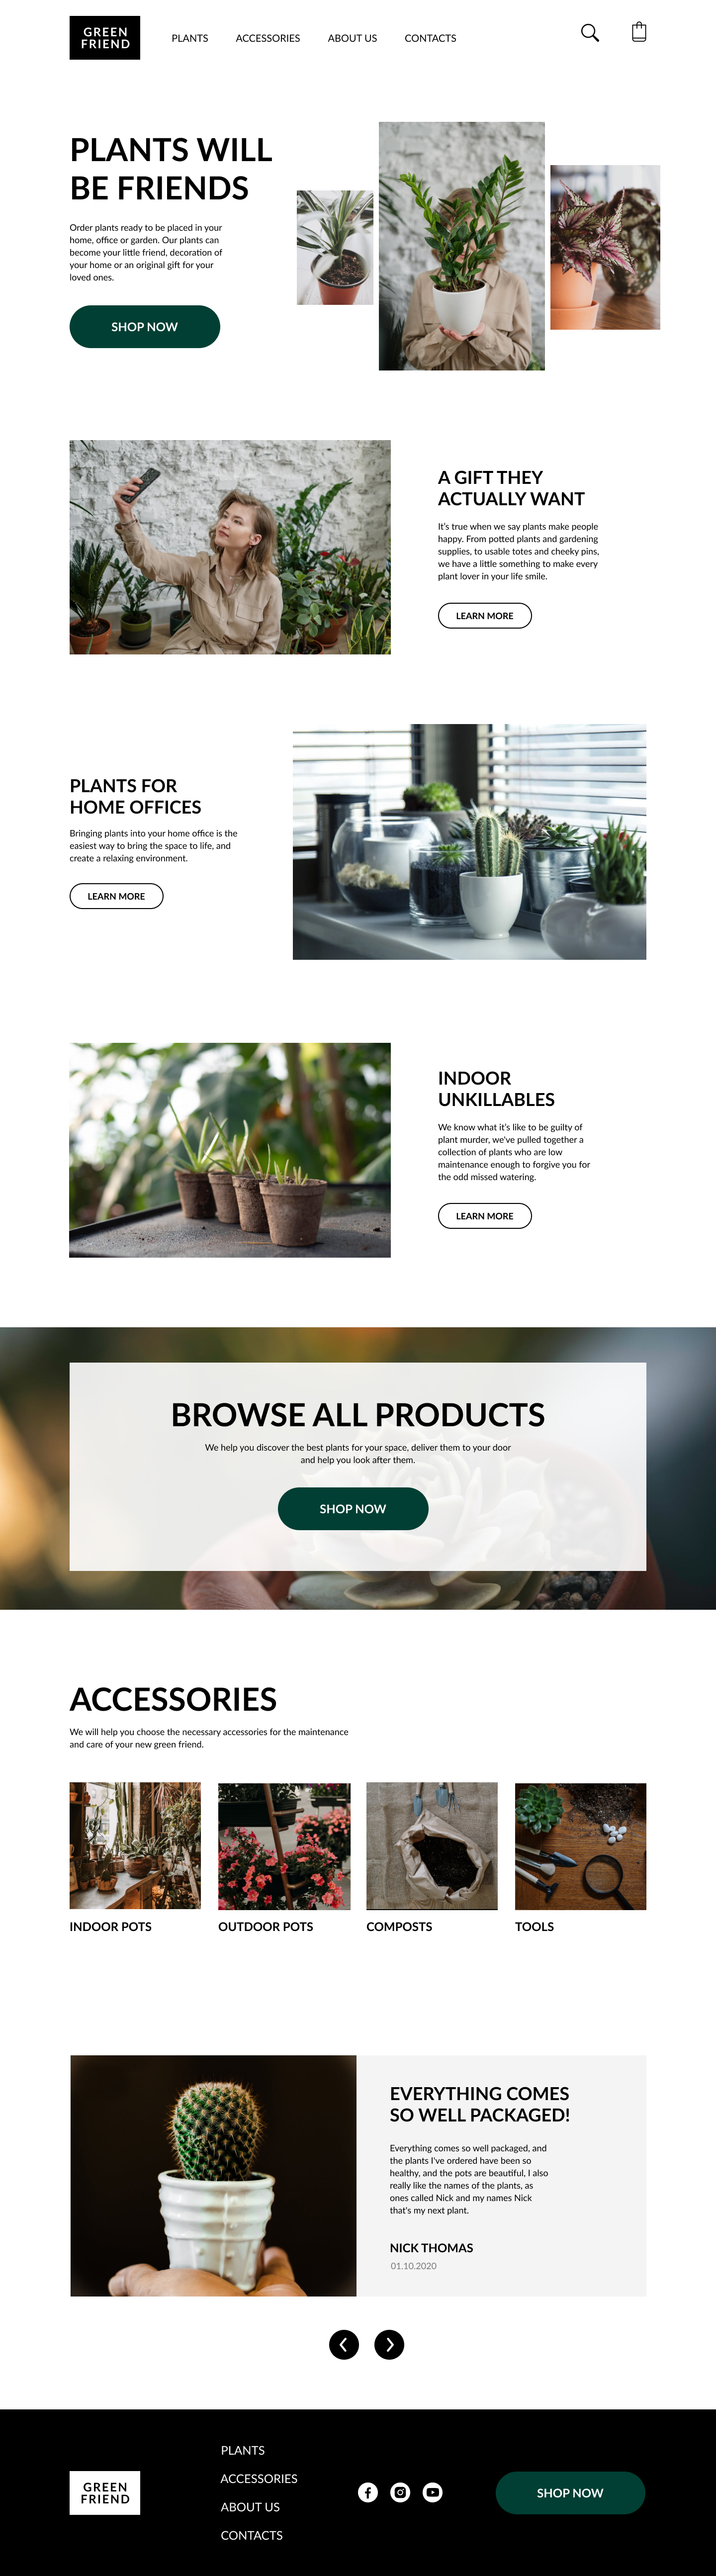 GREEN
FRIEND
PLANTS
ACCESSORIES
ABOUT US
CONTACTS
PLANTS WILL
BE FRIENDS
Order plants ready to be placed in your
home, office or garden. Our plants can
become your little friend, decoration of
your home or an original gift for your
loved ones.
SHOP NOW
A GIFT THEY
ACTUALLY WANT
It's true when we say plants make people
happy. From potted plants and gardening
supplies, to usable totes and cheeky pins,
we have a little something to make every
plant lover in your life smile.
LEARN MORE
PLANTS FOR
HOME OFFICES
Bringing plants into your home office is the
easiest way to bring the space to life, and
create a relaxing environment.
LEARN MORE
INDOOR
UNKILLABLES
We know what it's like to be guilty of
plant murder, we've pulled together a
collection of plants who are low
maintenance enough to forgive you for
the odd missed watering.
LEARN MORE
BROWSE ALL PRODUCTS
We help you discover the best plants for your space, deliver them to your door
and help you look after them.
SHOP NOW
ACCESSORIES
We will help you choose the necessary accessories for the maintenance
and care of your new green friend.
INDOOR POTS
OUTDOOR POTS
COMPOSTS
TOOLS
EVERYTHING COMES
SO WELL PACKAGED!
Everything comes so well packaged, and
the plants I've ordered have been so
healthy, and the pots are beautiful, I also
really like the names of the plants, as
ones called Nick and my names Nick
that's my next plant.
NICK THOMAS
01.10.2020
GREEN
FRIEND
PLANTS
ACCESSORIES
ABOUT US
CONTACTS
SHOP NOW